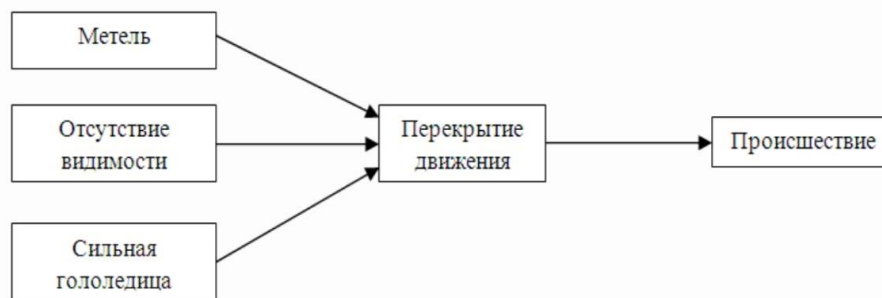 Метель
Отсутствие
видимости
Сильная
гололедица
Перекрытие
движения
Происшествие